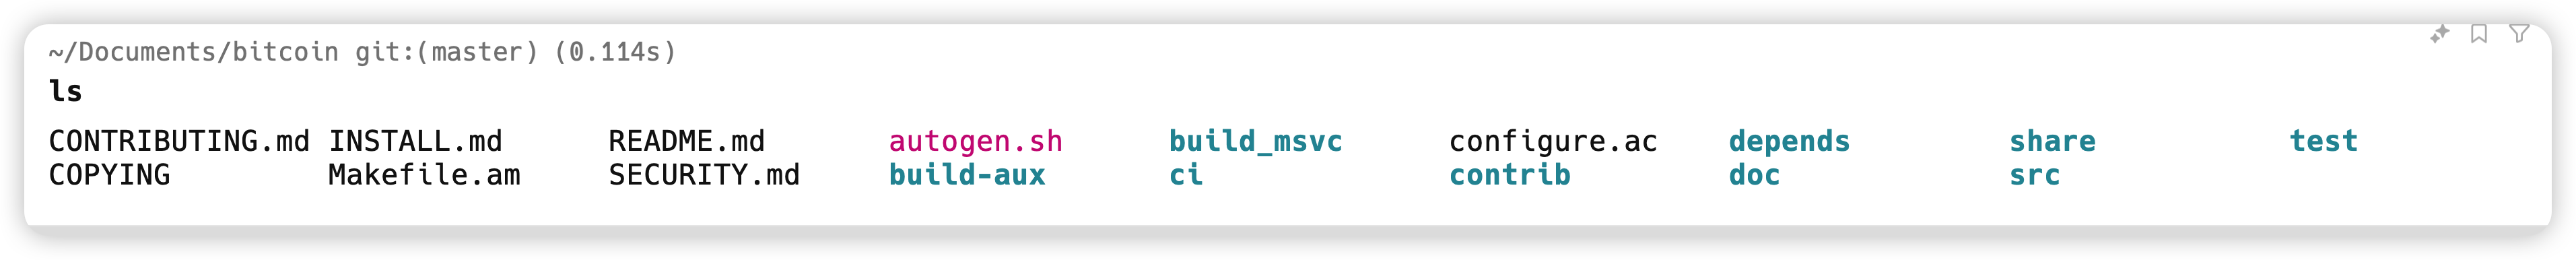 ~/Documents/bitcoin git:(master) (0.114s)
ls
CONTRIBUTING.md INSTALL.md README.md autogen.sh build_msvc configure.ac depends share test
COPYING Makefile.am SECURITY.md build-aux ci contrib doc src